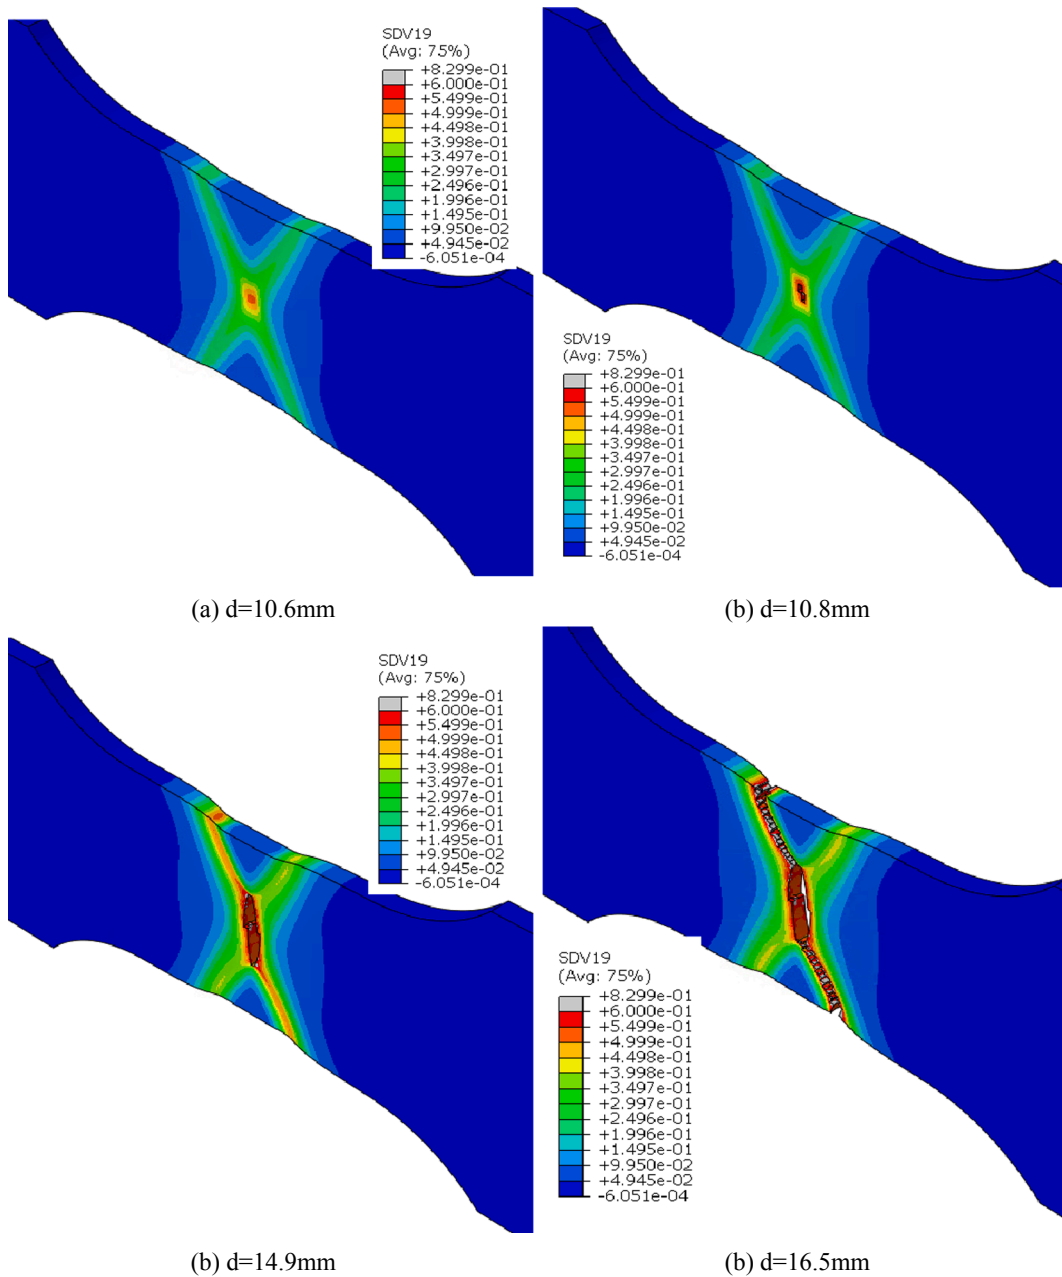 SDV19
(Avg: 75%)
+8.299e-01
+6.000e-01
+5.499e-01
+4.999e-01
+4.498e-01
+3.998e-01
+3.497e-01
+2.997e-01
+2.496e-01
+1.996e-01
+1.495e-01
+9.950e-02
+4.945e-02
-6.051e-04
SDV19
(Avg: 75%)
+8.299e-01
+6.000e-01
+5.499e-01
+4.999e-01
+4.498e-01
+3.998e-01
+3.497e-01
+2.997e-01
+2.496e-01
+1.996e-01
+1.495e-01
+9.950e-02
+4.945e-02
-6.051e-04
(a) d=10.6mm
(b) d=10.8mm
SDV19
(Avg: 75%)
+8.299e-01
+6.000e-01
+5.499e-01
+4.999e-01
+4.498e-01
+3.998e-01
+3.497e-01
+2.997e-01
+2.496e-01
+1.996e-01
+1.495e-01
+9.950e-02
+4.945e-02
-6.051e-04
SDV19
(Avg: 75%)
+8.299e-01
+6.000e-01
+5.499e-01
+4.999e-01
+4.498e-01
+3.998e-01
+3.497e-01
+2.997e-01
+2.496e-01
+1.996e-01
+1.495e-01
+9.950e-02
+4.945e-02
-6.051e-04
(b) d=14.9mm
(b) d=16.5mm